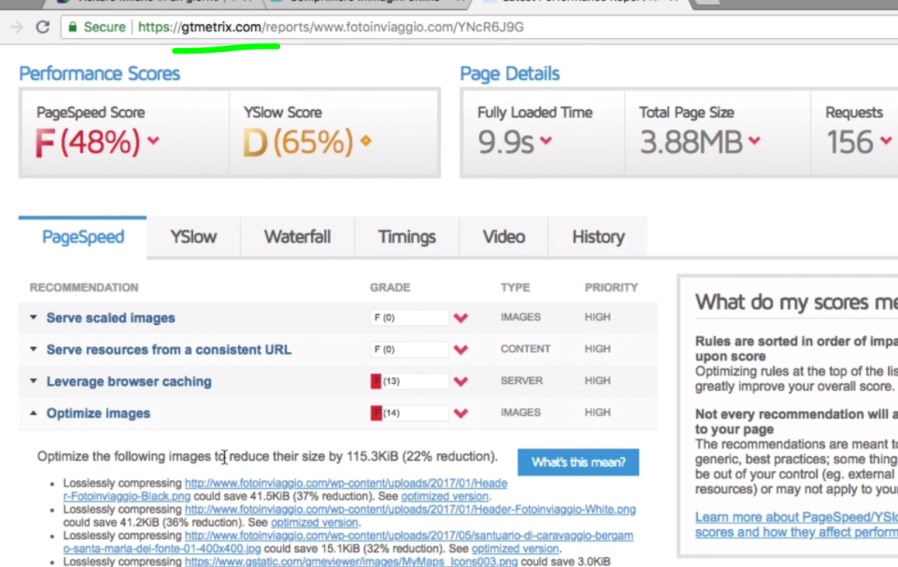 Secure | https://gtmetrix.com/reports/www.fotoinviaggio.com/YNcR6J9G
Performance Scores
Page Details
PageSpeed Score
YSlow Score
Fully Loaded Time
Total Page Size
Requests
F(48%)
D(65%)
9.9s
3.88MB
156
PageSpeed
YSlow
Waterfall
Timings
Video
History
RECOMMENDATION GRADE TYPE PRIORITY
Serve scaled images F (0) IMAGES HIGH
Serve resources from a consistent URL F (0) CONTENT HIGH
Leverage browser caching F (13) SERVER HIGH
Optimize images F (14) IMAGES HIGH
Optimize the following images to reduce their size by 115.3KiB (22% reduction).
What's this mean?
• Losslessly compressing http://www.fotoinviaggio.com/wp-content/uploads/2017/01/Heade
r-Fotoinviaggio-Black.png could save 41.5KiB (37% reduction). See optimized version.
• Losslessly compressing http://www.fotoinviaggio.com/wp-content/uploads/2017/01/Header-Fotoinviaggio-White.png
could save 41.2KiB (36% reduction). See optimized version.
• Losslessly compressing http://www.fotoinviaggio.com/wp-content/uploads/2017/05/santuario-di-caravaggio-bergam
o-santa-maria-del-fonte-01-400x400.jpg could save 15.1KiB (32% reduction). See optimized version.
• Losslessly compressing https://www.gstatic.com/gmeviewer/images/MyMaps_Icons003.png could save 3.0KiB
What do my scores me
Rules are sorted in order of impa
upon score
Optimizing rules at the top of the lis
greatly improve your overall score.
Not every recommendation will a
to your page
The recommendations are meant to
generic, best practices; some thing
be out of your control (eg. external
resources) or may not apply to you
Learn more about PageSpeed/YSlo
scores and how they affect perform